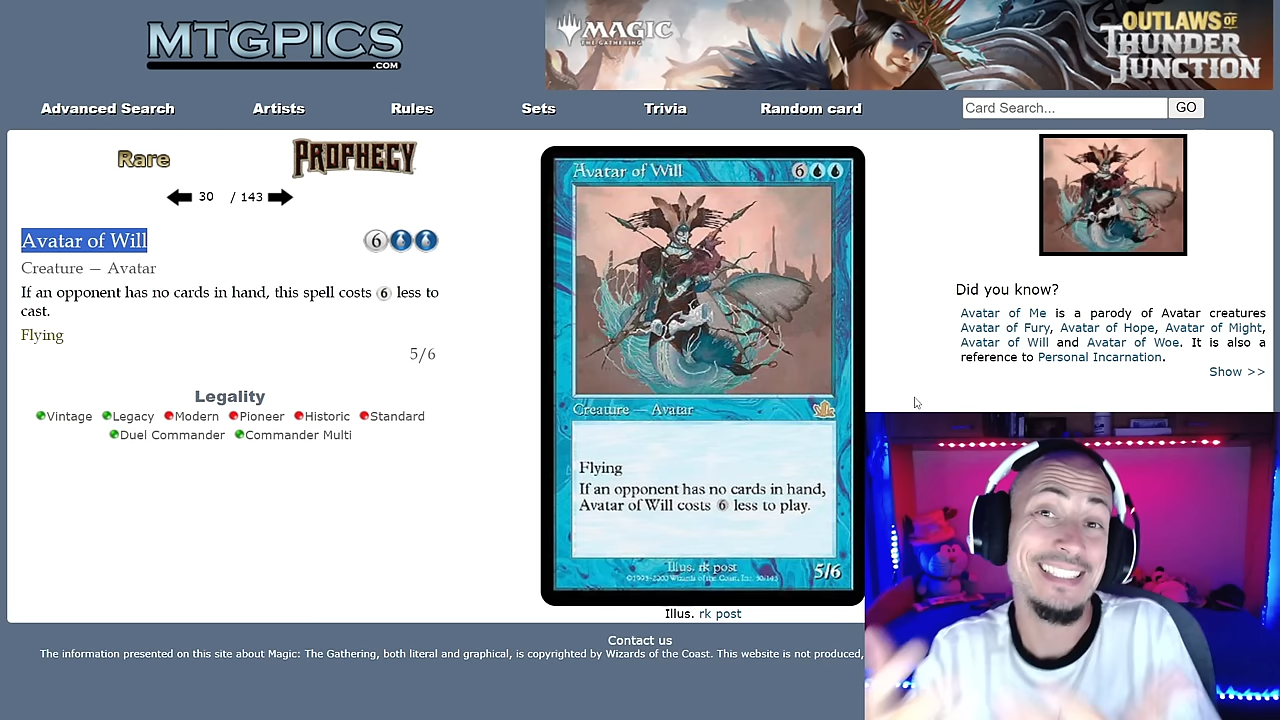 MTGPICS
.COM
MAGIC
THE GATHERING
OUTLAWS OF
THUNDER
JUNCTION
Advanced Search Artists Rules Sets Trivia Random card Card Search... GO
Rare PROPHECY
30 / 143
Avatar of Will 6
Creature — Avatar
If an opponent has no cards in hand, this spell costs 6 less to
cast.
Flying
5/6
Legality
Vintage Legacy Modern Pioneer Historic Standard
Duel Commander Commander Multi
Avatar of Will 6
Creature — Avatar
Flying
If an opponent has no cards in hand,
Avatar of Will costs 6 less to play.
Illus. rk post
5/6
Illus. rk post
Did you know?
Avatar of Me is a parody of Avatar creatures
Avatar of Fury, Avatar of Hope, Avatar of Might,
Avatar of Will and Avatar of Woe. It is also a
reference to Personal Incarnation.
Show >>
Contact us
The information presented on this site about Magic: The Gathering, both literal and graphical, is copyrighted by Wizards of the Coast. This website is not produced,